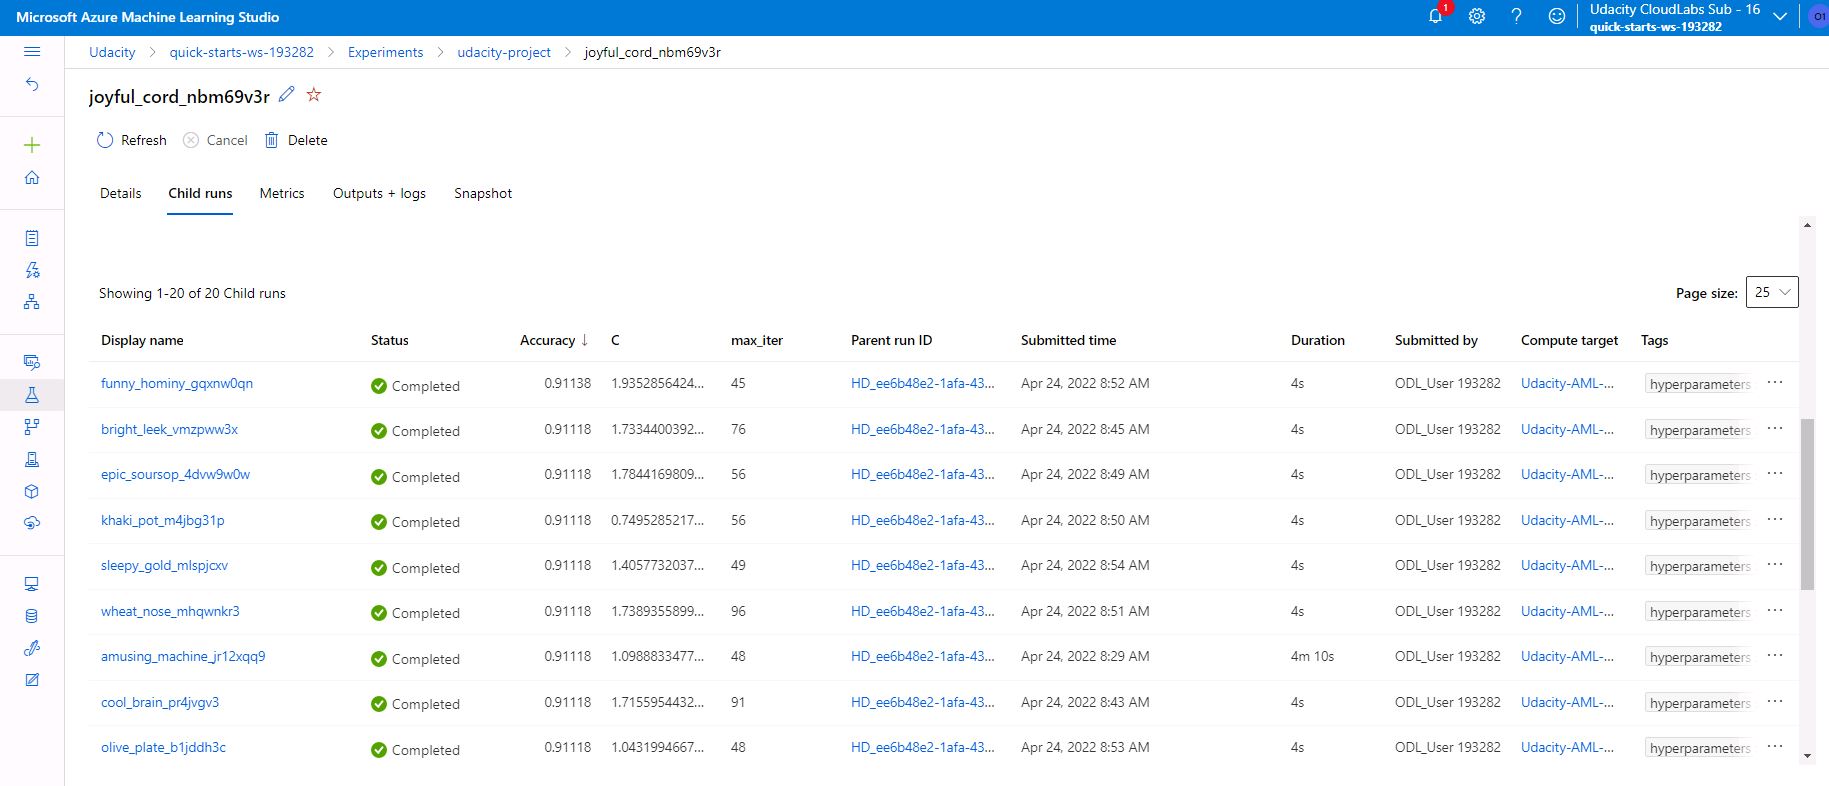 Microsoft Azure Machine Learning Studio
1
Udacity CloudLabs Sub - 16
quick-starts-ws-193282
O1
Udacity > quick-starts-ws-193282 > Experiments > udacity-project > joyful_cord_nbm69v3r
joyful_cord_nbm69v3r
Refresh Cancel Delete
Details Child runs Metrics Outputs + logs Snapshot
Showing 1-20 of 20 Child runs Page size: 25
Display name Status Accuracy ↓ C max_iter Parent run ID Submitted time Duration Submitted by Compute target Tags
funny_hominy_gqxnw0qn Completed 0.91138 1.9352856424... 45 HD_ee6b48e2-1afa-43... Apr 24, 2022 8:52 AM 4s ODL_User 193282 Udacity-AML-... hyperparameters ...
bright_leek_vmzpww3x Completed 0.91118 1.7334400392... 76 HD_ee6b48e2-1afa-43... Apr 24, 2022 8:45 AM 4s ODL_User 193282 Udacity-AML-... hyperparameters ...
epic_soursop_4dvw9w0w Completed 0.91118 1.7844169809... 56 HD_ee6b48e2-1afa-43... Apr 24, 2022 8:49 AM 4s ODL_User 193282 Udacity-AML-... hyperparameters ...
khaki_pot_m4jbg31p Completed 0.91118 0.7495285217... 56 HD_ee6b48e2-1afa-43... Apr 24, 2022 8:50 AM 4s ODL_User 193282 Udacity-AML-... hyperparameters ...
sleepy_gold_mlspjcxv Completed 0.91118 1.4057732037... 49 HD_ee6b48e2-1afa-43... Apr 24, 2022 8:54 AM 4s ODL_User 193282 Udacity-AML-... hyperparameters ...
wheat_nose_mhqwnkr3 Completed 0.91118 1.7389355899... 96 HD_ee6b48e2-1afa-43... Apr 24, 2022 8:51 AM 4s ODL_User 193282 Udacity-AML-... hyperparameters ...
amusing_machine_jr12xqq9 Completed 0.91118 1.0988833477... 48 HD_ee6b48e2-1afa-43... Apr 24, 2022 8:29 AM 4m 10s ODL_User 193282 Udacity-AML-... hyperparameters ...
cool_brain_pr4jvgv3 Completed 0.91118 1.7155954432... 91 HD_ee6b48e2-1afa-43... Apr 24, 2022 8:43 AM 4s ODL_User 193282 Udacity-AML-... hyperparameters ...
olive_plate_b1jddh3c Completed 0.91118 1.0431994667... 48 HD_ee6b48e2-1afa-43... Apr 24, 2022 8:53 AM 4s ODL_User 193282 Udacity-AML-... hyperparameters ...